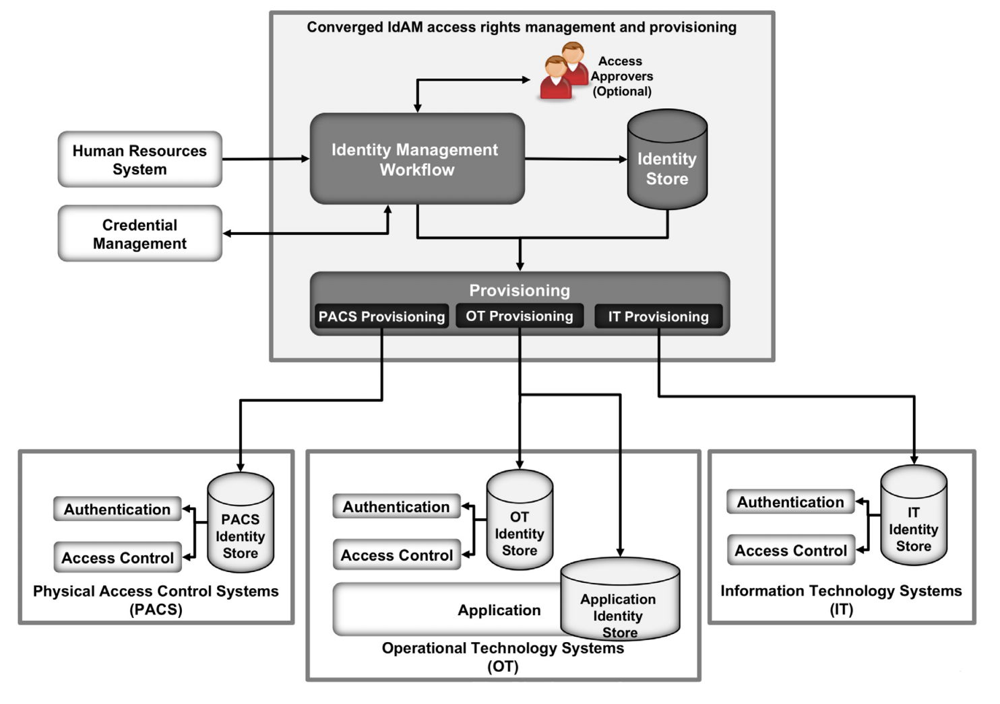 Converged IdAM access rights management and provisioning
Access
Approvers
(Optional)
Human Resources
System
Identity Management
Workflow
Identity
Store
Credential
Management
Provisioning
PACS Provisioning
OT Provisioning
IT Provisioning
Authentication
Access Control
PACS
Identity
Store
Physical Access Control Systems
(PACS)
Authentication
Access Control
OT
Identity
Store
Application
Application
Identity
Store
Operational Technology Systems
(OT)
Authentication
Access Control
IT
Identity
Store
Information Technology Systems
(IT)